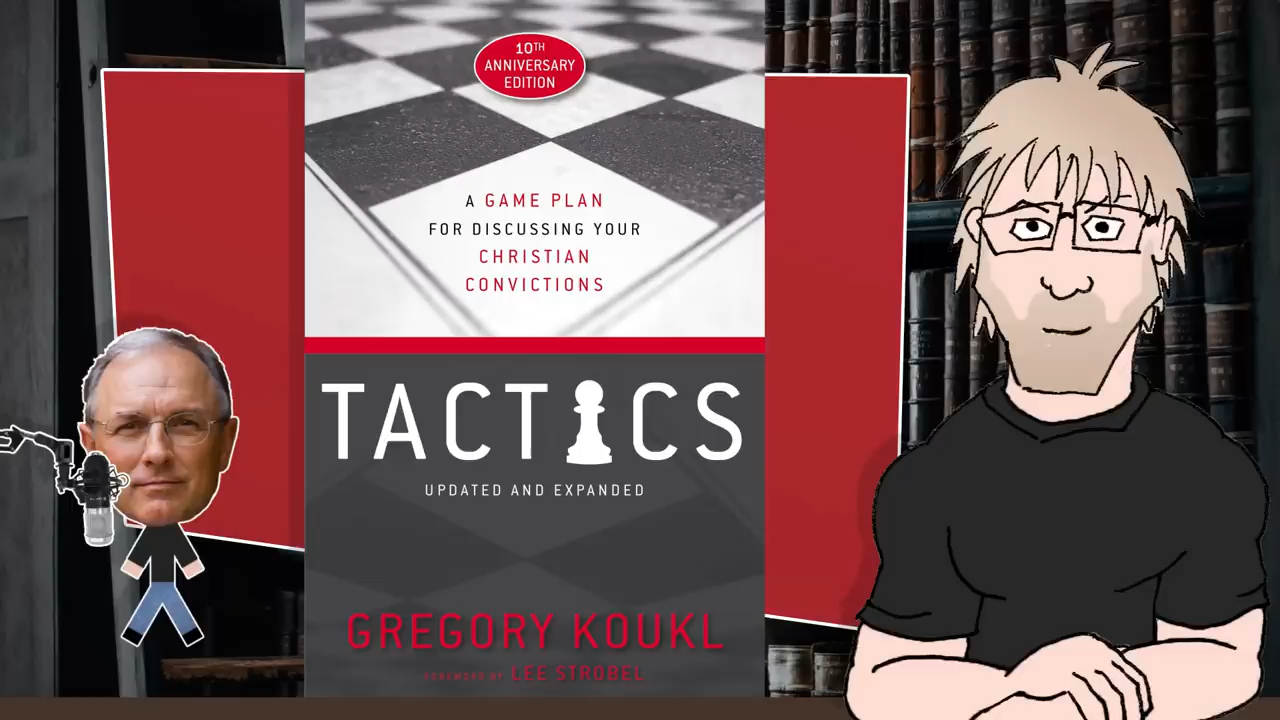 10TH
ANNIVERSARY
EDITION
A GAME PLAN
FOR DISCUSSING YOUR
CHRISTIAN
CONVICTIONS
TACTICS
UPDATED AND EXPANDED
GREGORY KOUKL
FOREWORD BY LEE STROBEL